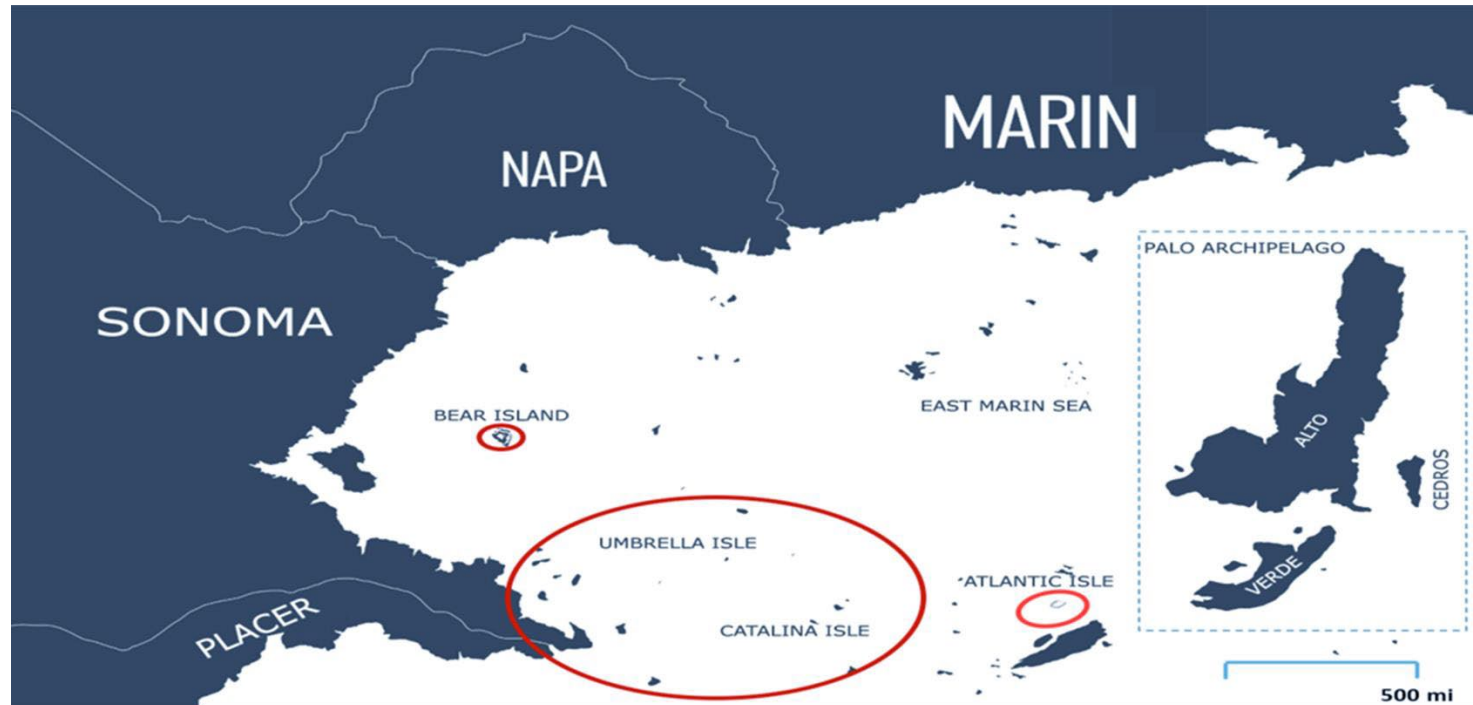 MARIN
NAPA
PALO ARCHIPELAGO
SONOMA
EAST MARIN SEA
BEAR ISLAND
ALTO
CEDROS
UMBRELLA ISLE
ATLANTIC ISLE
VERDE
PLACER
CATALINA ISLE
500 mi